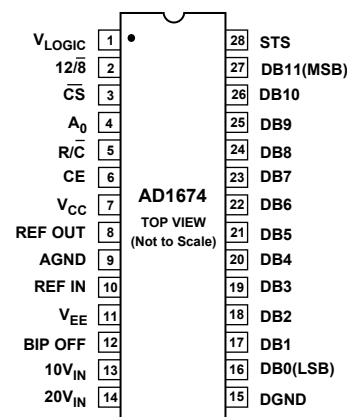 V_LOGIC 1 28 STS
12/8̅ 2 27 DB11(MSB)
C̅S̅ 3 26 DB10
A₀ 4 25 DB9
R/C̅ 5 24 DB8
CE 6 23 DB7
V_CC 7 22 DB6
REF OUT 8 21 DB5
AGND 9 20 DB4
REF IN 10 19 DB3
V_EE 11 18 DB2
BIP OFF 12 17 DB1
10V_IN 13 16 DB0(LSB)
20V_IN 14 15 DGND
AD1674
TOP VIEW
(Not to Scale)